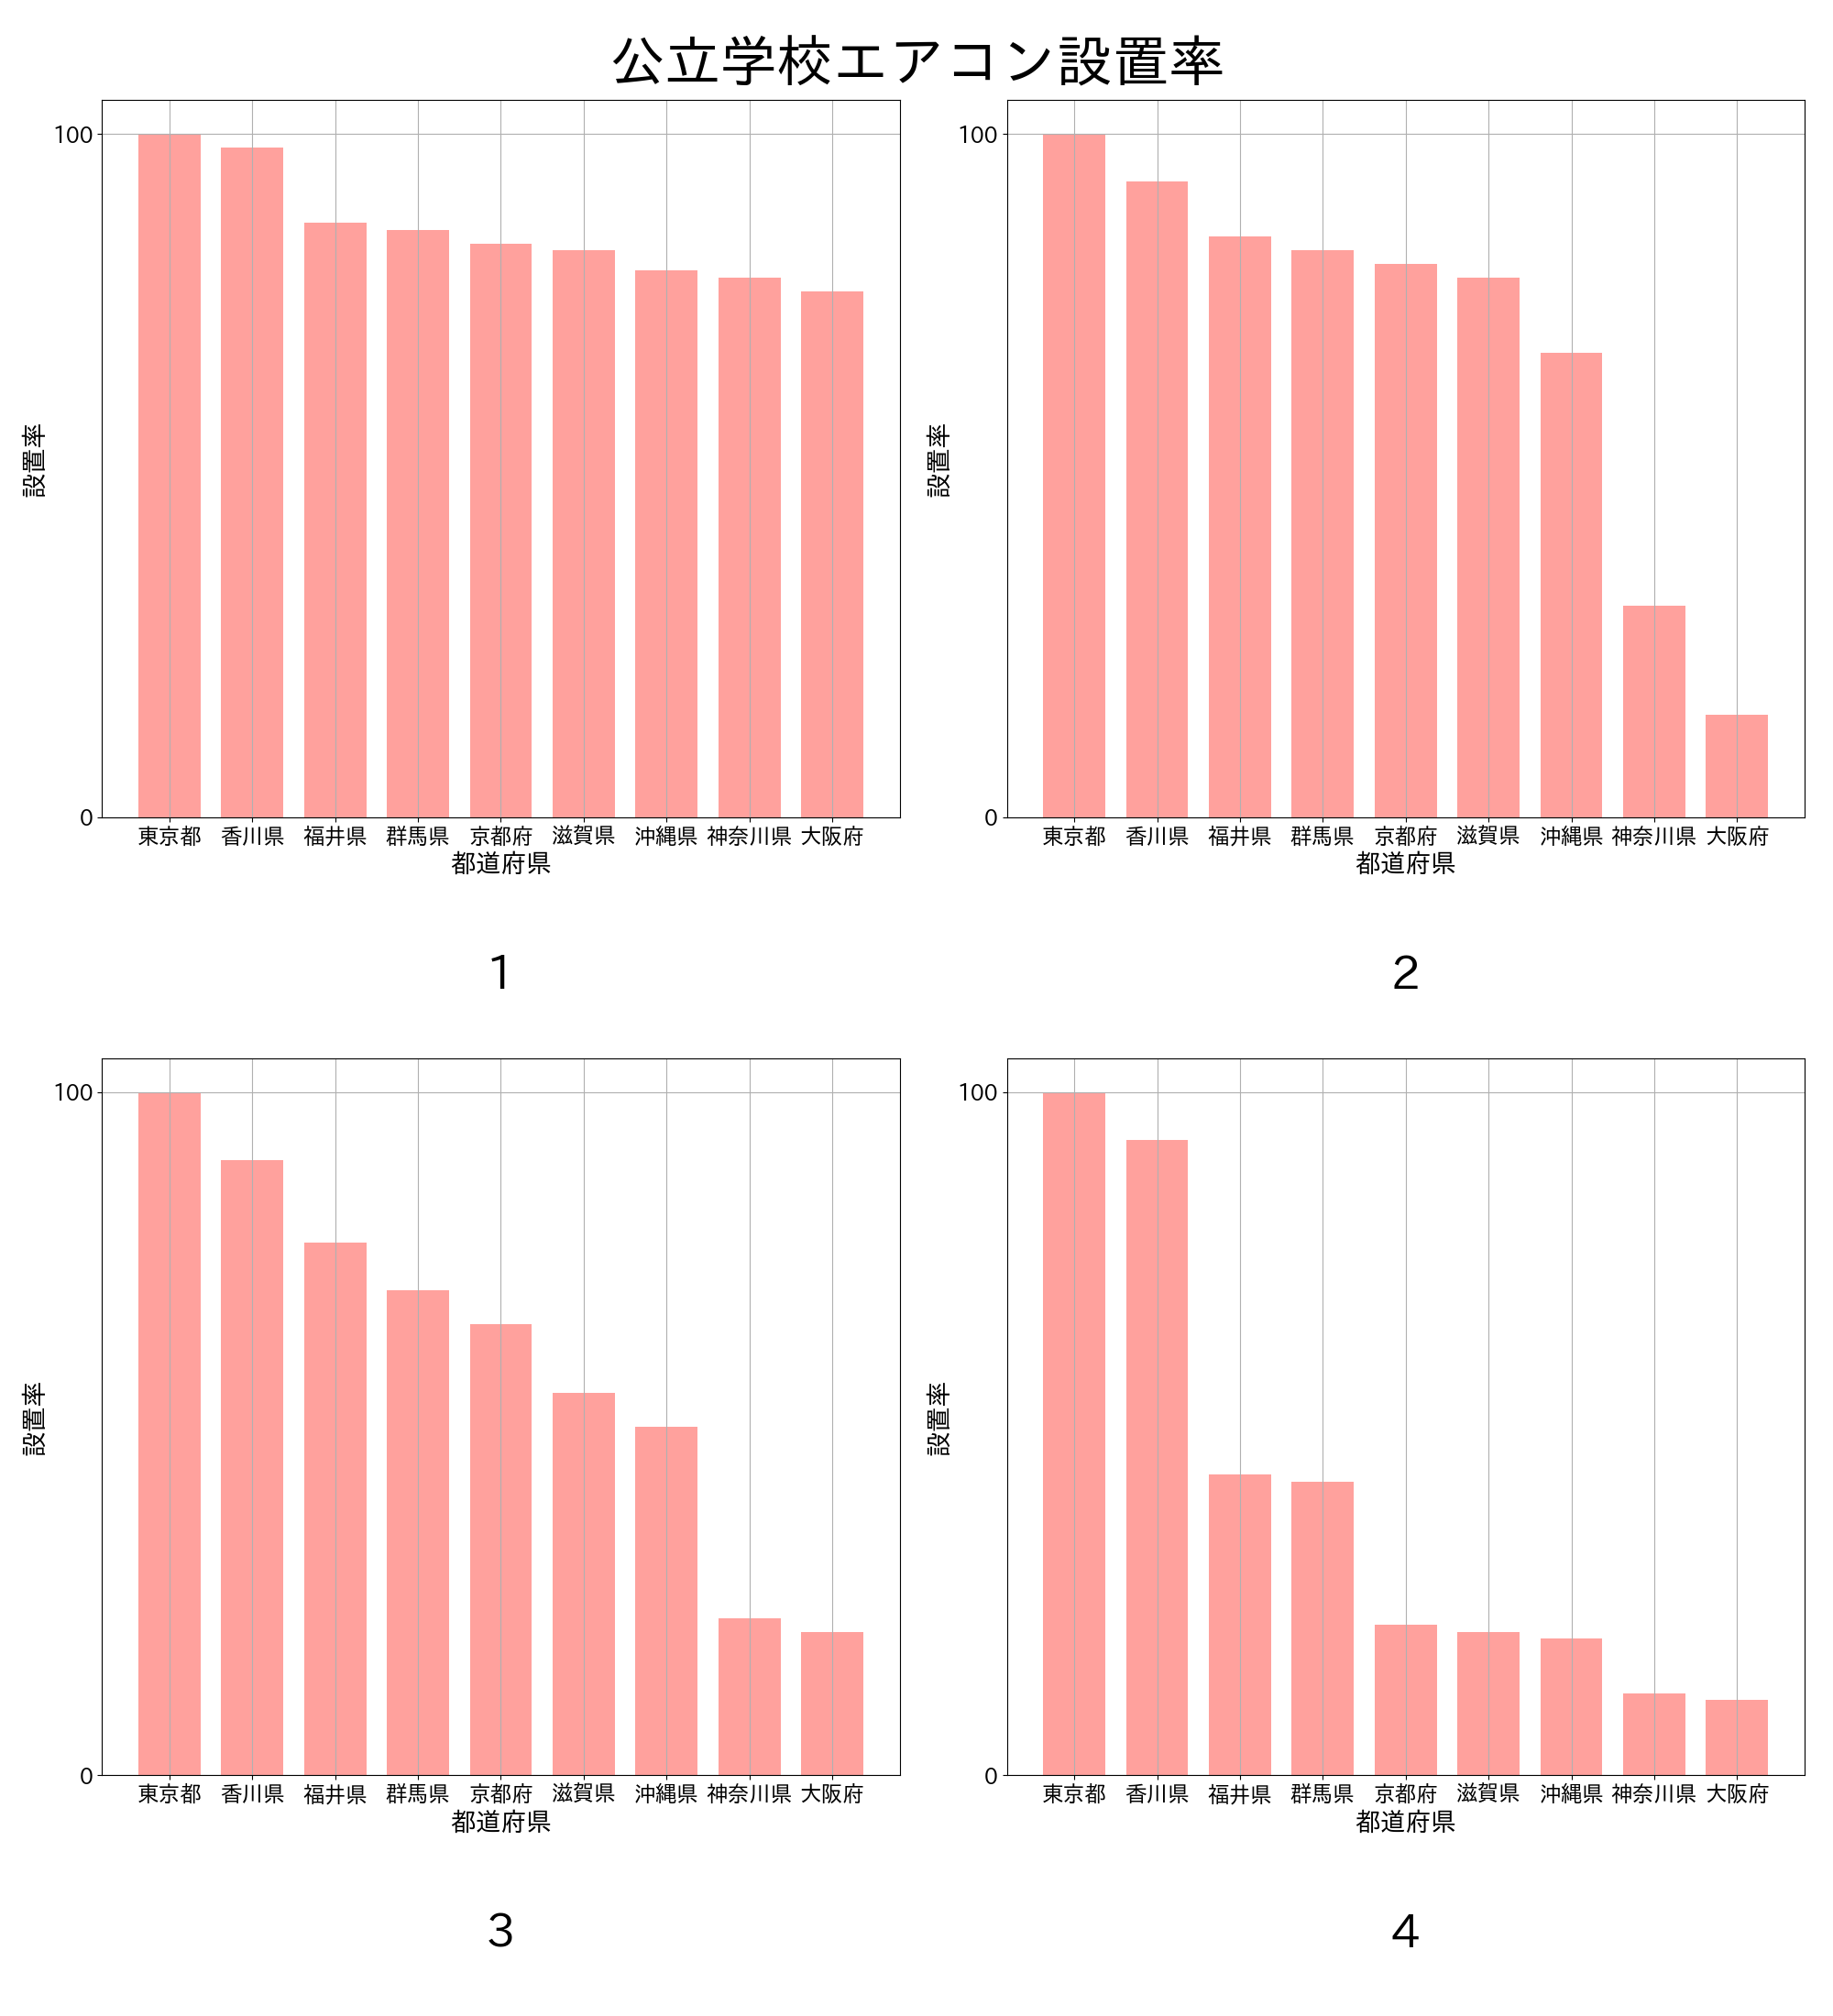 公立学校エアコン設置率
100
設置率
0
東京都 香川県 福井県 群馬県 京都府 滋賀県 沖縄県 神奈川県 大阪府
都道府県
1
100
設置率
0
東京都 香川県 福井県 群馬県 京都府 滋賀県 沖縄県 神奈川県 大阪府
都道府県
2
100
設置率
0
東京都 香川県 福井県 群馬県 京都府 滋賀県 沖縄県 神奈川県 大阪府
都道府県
3
100
設置率
0
東京都 香川県 福井県 群馬県 京都府 滋賀県 沖縄県 神奈川県 大阪府
都道府県
4